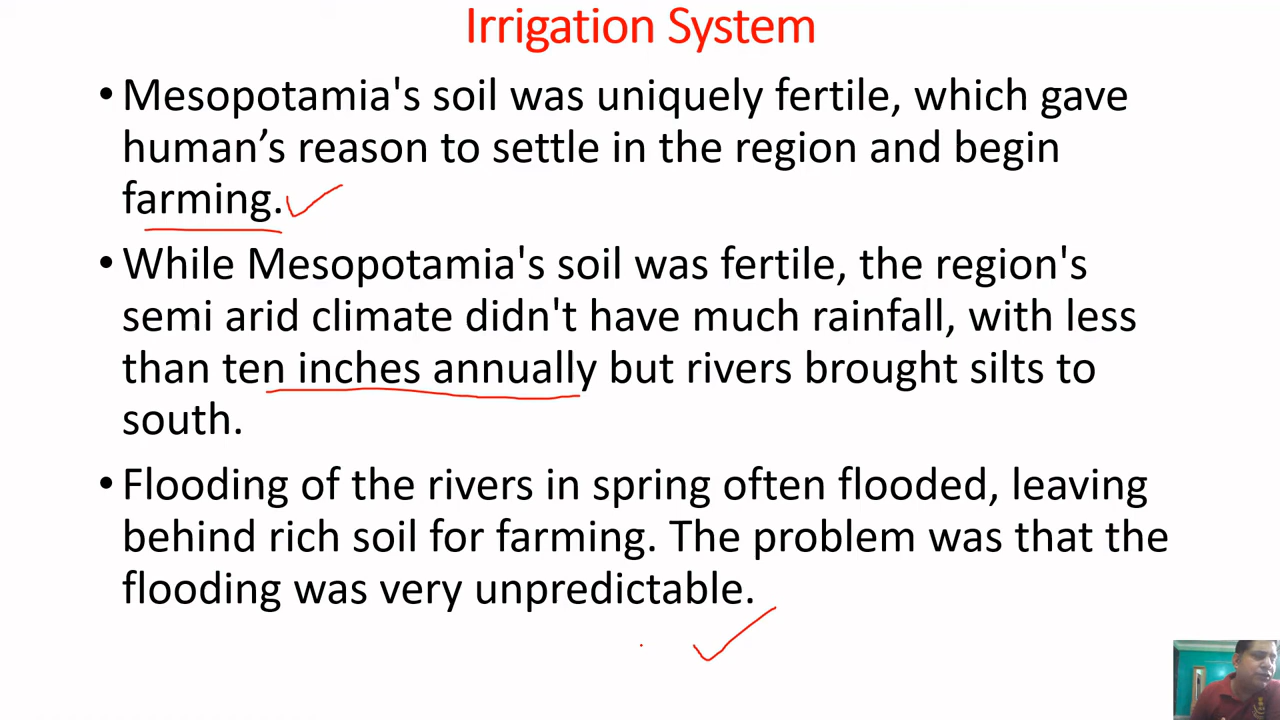 Irrigation System
• Mesopotamia's soil was uniquely fertile, which gave
human’s reason to settle in the region and begin
farming.
• While Mesopotamia's soil was fertile, the region's
semi arid climate didn't have much rainfall, with less
than ten inches annually but rivers brought silts to
south.
• Flooding of the rivers in spring often flooded, leaving
behind rich soil for farming. The problem was that the
flooding was very unpredictable.